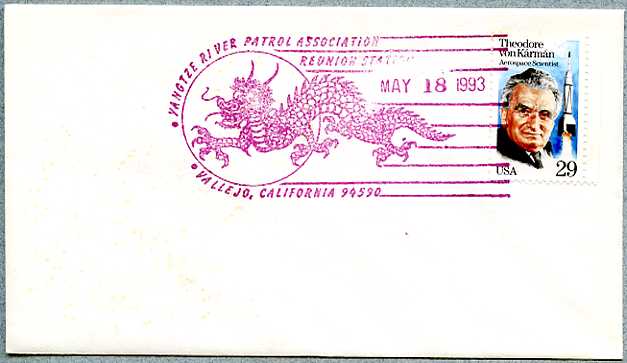 • YANGTZE RIVER PATROL ASSOCIATION
REUNION STATION
MAY 18 1993
• VALLEJO, CALIFORNIA 94590
Theodore
von Kármán
Aerospace Scientist
USA 29